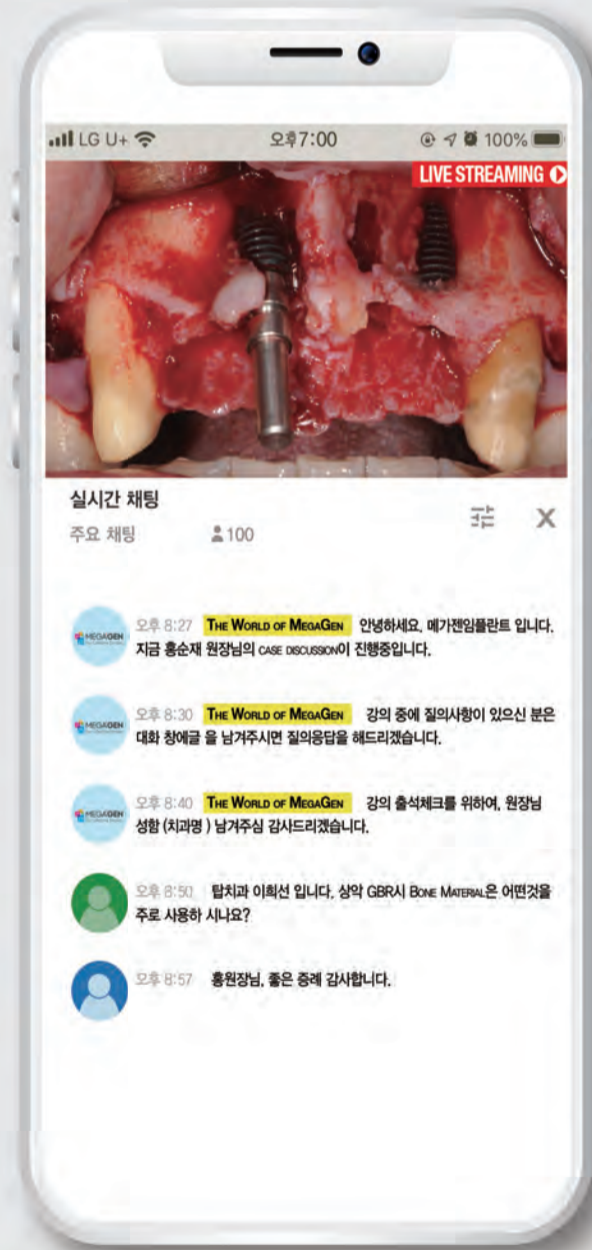 LG U+ 오후7:00 100%
LIVE STREAMING
실시간 채팅
주요 채팅 100
X
MEGAGEN 오후 8:27 THE WORLD OF MEGAGEN 안녕하세요, 메가젠임플란트 입니다.
지금 홍순재 원장님의 CASE DISCUSSION이 진행중입니다.
MEGAGEN 오후 8:30 THE WORLD OF MEGAGEN 강의 중에 질의사항이 있으신 분은
대화 창에글 을 남겨주시면 질의응답을 해드리겠습니다.
MEGAGEN 오후 8:40 THE WORLD OF MEGAGEN 강의 출석체크를 위하여, 원장님
성함 (치과명 ) 남겨주심 감사드리겠습니다.
오후 8:50 탑치과 이희선 입니다, 상악 GBR시 BONE MATERIAL은 어떤것을
주로 사용하 시나요?
오후 8:57 홍원장님, 좋은 증례 감사합니다.